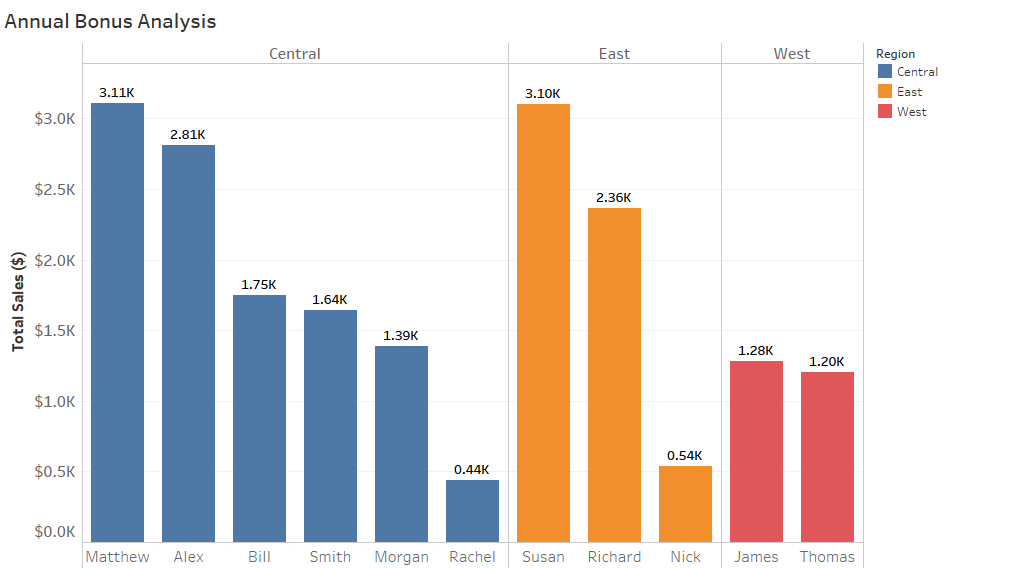 Annual Bonus Analysis
Central East West
Region
Central
East
West
Total Sales ($)
$3.0K
$2.5K
$2.0K
$1.5K
$1.0K
$0.5K
$0.0K
3.11K 2.81K 1.75K 1.64K 1.39K 0.44K 3.10K 2.36K 0.54K 1.28K 1.20K
Matthew Alex Bill Smith Morgan Rachel Susan Richard Nick James Thomas